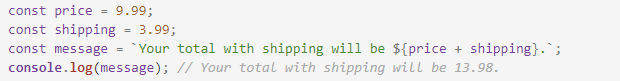 const price = 9.99;
const shipping = 3.99;
const message = `Your total with shipping will be ${price + shipping}.`;
console.log(message); // Your total with shipping will be 13.98.